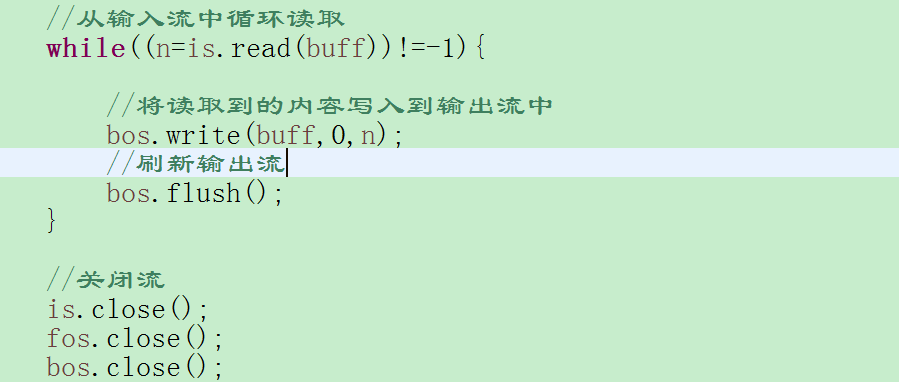 //从输入流中循环读取
while((n=is.read(buff))!=-1){
//将读取到的内容写入到输出流中
bos.write(buff,0,n);
//刷新输出流
bos.flush();
}
//关闭流
is.close();
fos.close();
bos.close();